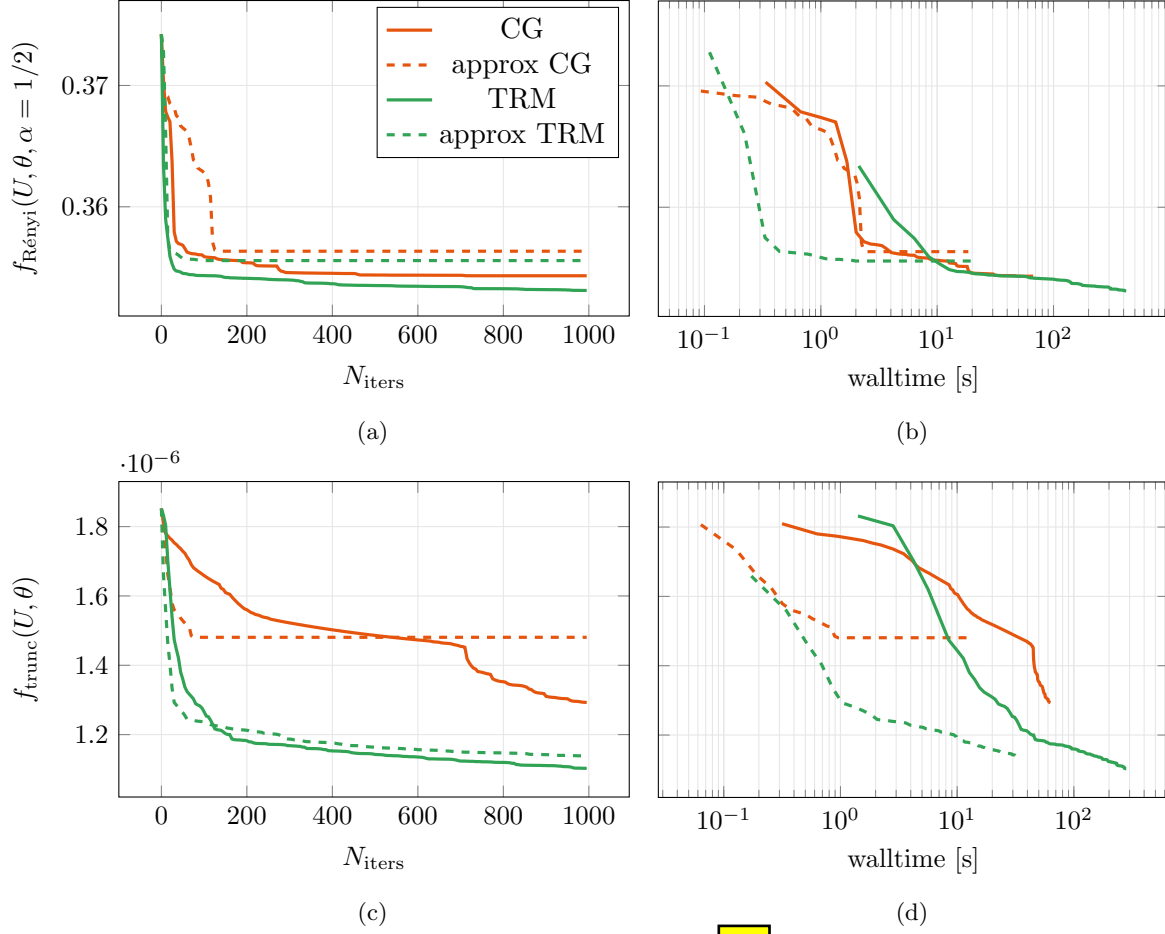 CG
approx CG
TRM
approx TRM
0.37
0.36
f_Rényi(U, θ, α = 1/2)
0 200 400 600 800 1000
N_iters
(a)
10^−1 10^0 10^1 10^2
walltime [s]
(b)
·10^−6
1.8
1.6
1.4
1.2
f_trunc(U, θ)
0 200 400 600 800 1000
N_iters
(c)
10^−1 10^0 10^1 10^2
walltime [s]
(d)